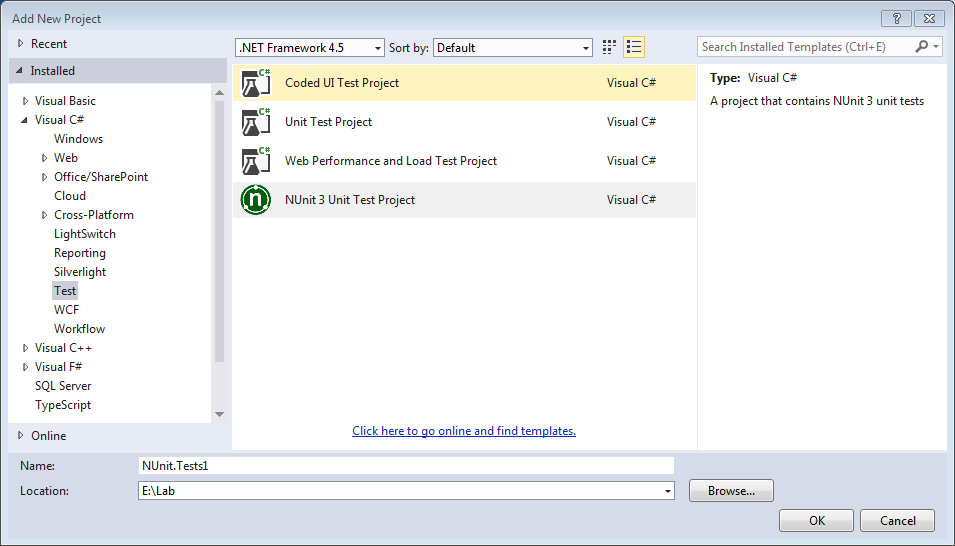 Add New Project
?
Recent
.NET Framework 4.5
Sort by:
Default
Search Installed Templates (Ctrl+E)
Installed
Visual Basic
Visual C#
Windows
Web
Office/SharePoint
Cloud
Cross-Platform
LightSwitch
Reporting
Silverlight
Test
WCF
Workflow
Visual C++
Visual F#
SQL Server
TypeScript
Online
C# Coded UI Test Project Visual C#
C# Unit Test Project Visual C#
C# Web Performance and Load Test Project Visual C#
n NUnit 3 Unit Test Project Visual C#
Click here to go online and find templates.
Type: Visual C#
A project that contains NUnit 3 unit tests
Name: NUnit.Tests1
Location: E:\Lab
Browse...
OK
Cancel